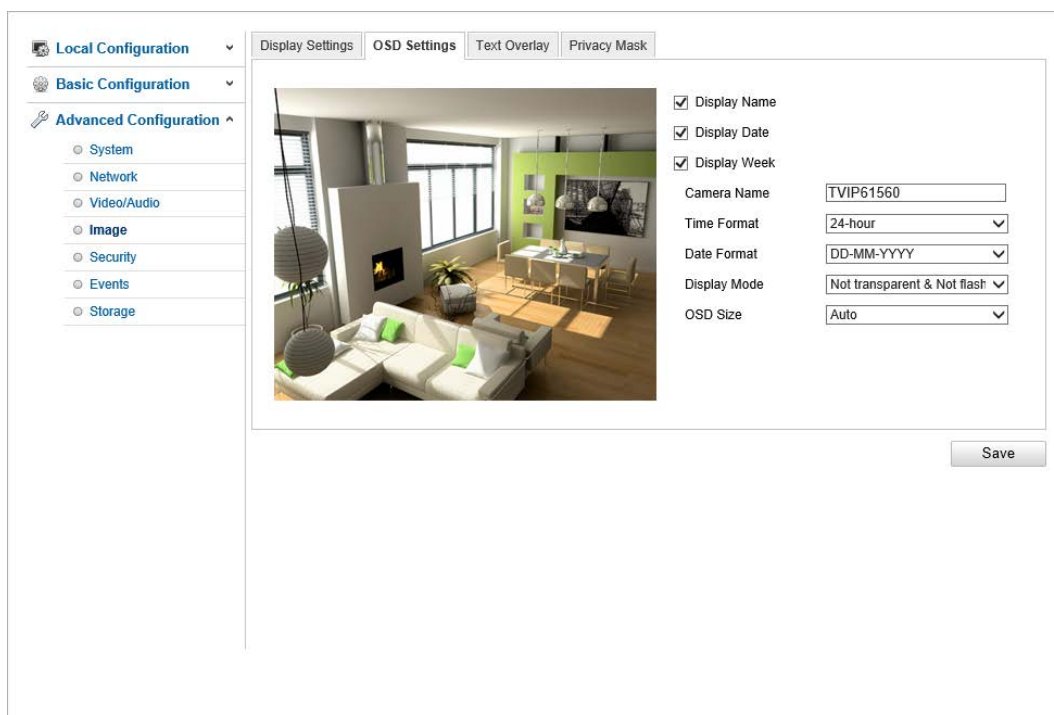 Local Configuration
Basic Configuration
Advanced Configuration
System
Network
Video/Audio
Image
Security
Events
Storage
Display Settings
OSD Settings
Text Overlay
Privacy Mask
Display Name
Display Date
Display Week
Camera Name TVIP61560
Time Format 24-hour
Date Format DD-MM-YYYY
Display Mode Not transparent & Not flash
OSD Size Auto
Save